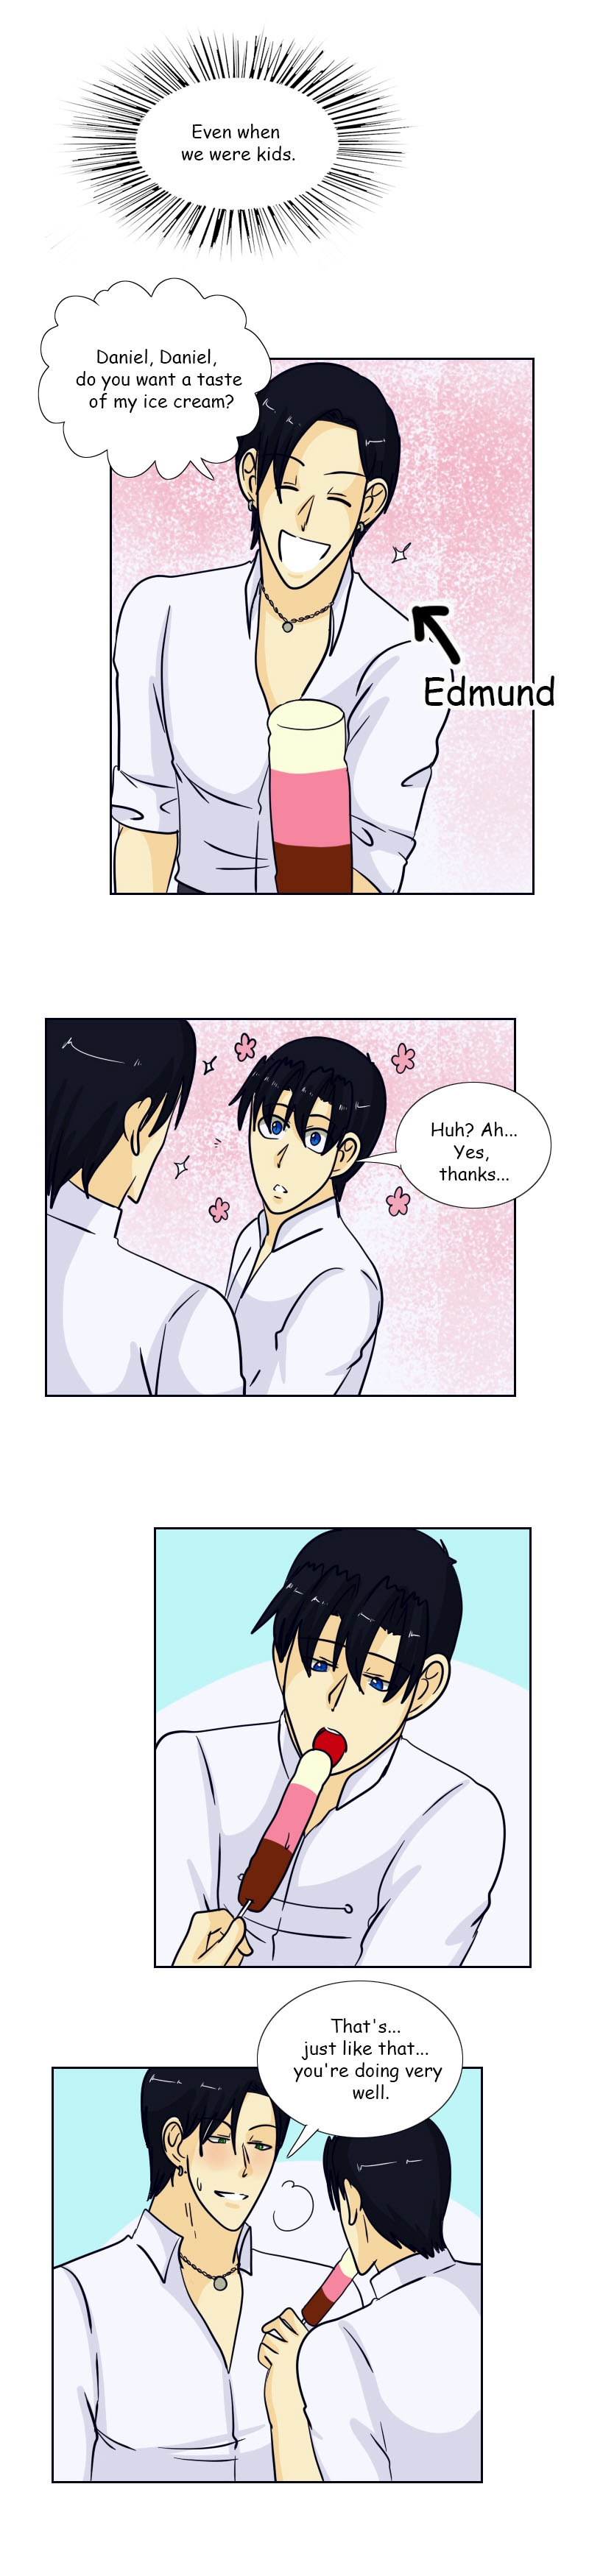 Even when
we were kids.
Daniel, Daniel,
do you want a taste
of my ice cream?
Edmund
Huh? Ah...
Yes,
thanks...
That's...
just like that...
you're doing very
well.